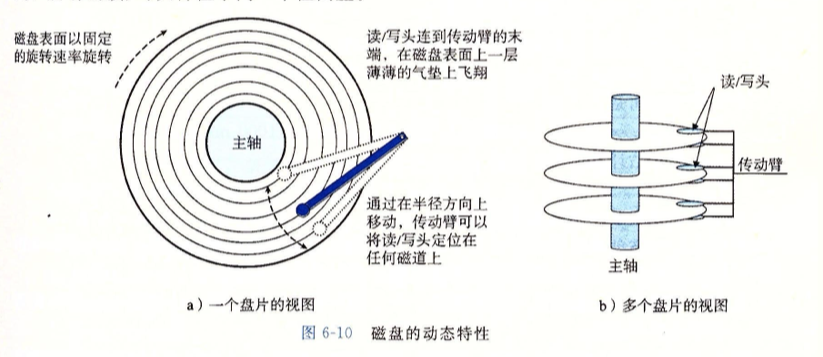 磁盘表面以固定
的旋转速率旋转
读/写头连到传动臂的末
端，在磁盘表面上一层
薄薄的气垫上飞翔
主轴
通过在半径方向上
移动，传动臂可以
将读/写头定位在
任何磁道上
a）一个盘片的视图
读/写头
传动臂
主轴
b）多个盘片的视图
图 6-10 磁盘的动态特性